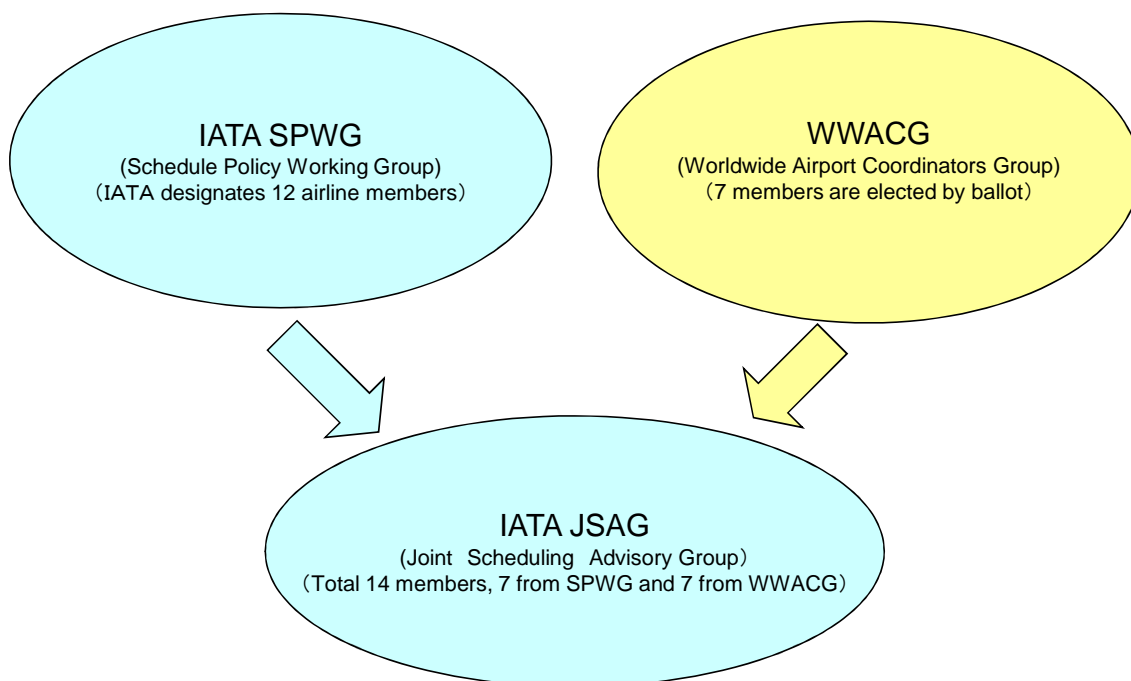 IATA SPWG
(Schedule Policy Working Group)
（IATA designates 12 airline members）
WWACG
(Worldwide Airport Coordinators Group)
（7 members are elected by ballot）
IATA JSAG
(Joint Scheduling Advisory Group）
（Total 14 members, 7 from SPWG and 7 from WWACG）